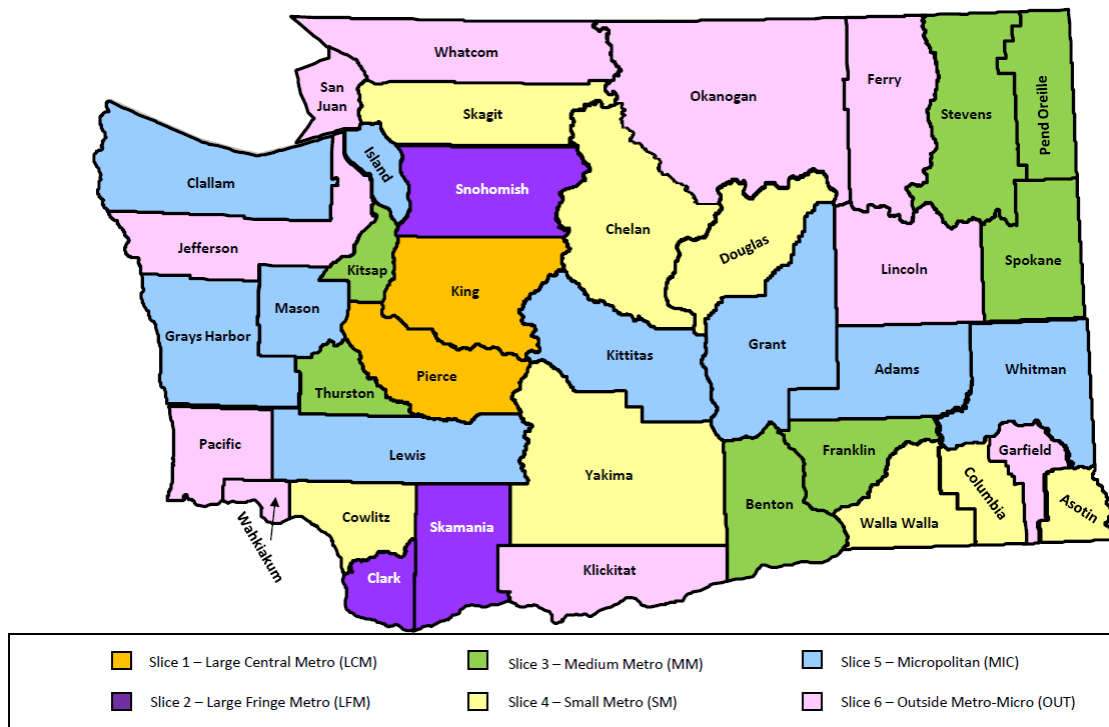 Whatcom
San
Juan
Skagit
Okanogan
Ferry
Stevens
Pend Oreille
Island
Clallam
Snohomish
Chelan
Douglas
Jefferson
Kitsap
Lincoln
Spokane
King
Mason
Grays Harbor
Kittitas
Grant
Adams
Whitman
Pierce
Thurston
Pacific
Lewis
Yakima
Franklin
Garfield
Columbia
Asotin
Benton
Walla Walla
Wahkiakum
Cowlitz
Skamania
Clark
Klickitat
Slice 1 – Large Central Metro (LCM)
Slice 3 – Medium Metro (MM)
Slice 5 – Micropolitan (MIC)
Slice 2 – Large Fringe Metro (LFM)
Slice 4 – Small Metro (SM)
Slice 6 – Outside Metro-Micro (OUT)